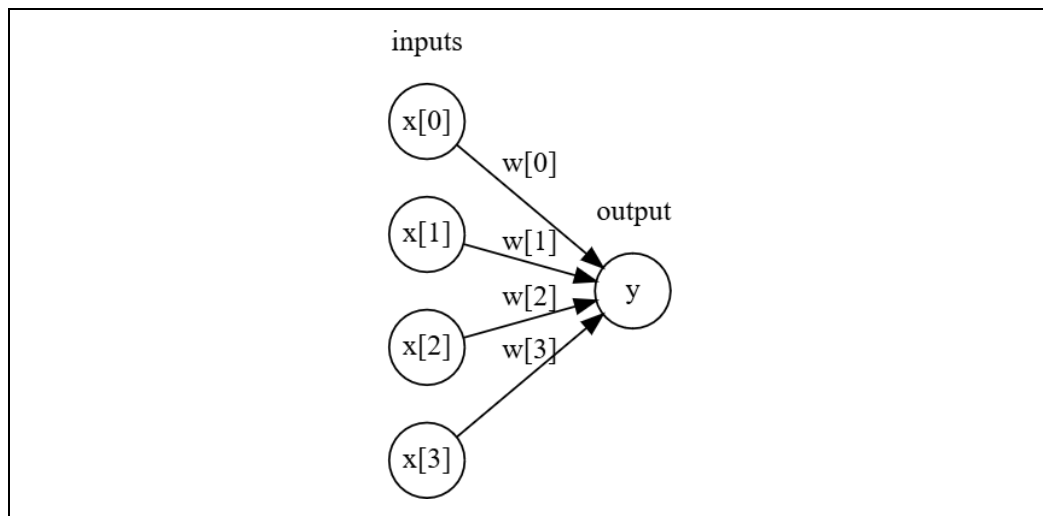 inputs
x[0]
w[0]
output
x[1]
w[1]
y
w[2]
x[2]
w[3]
x[3]